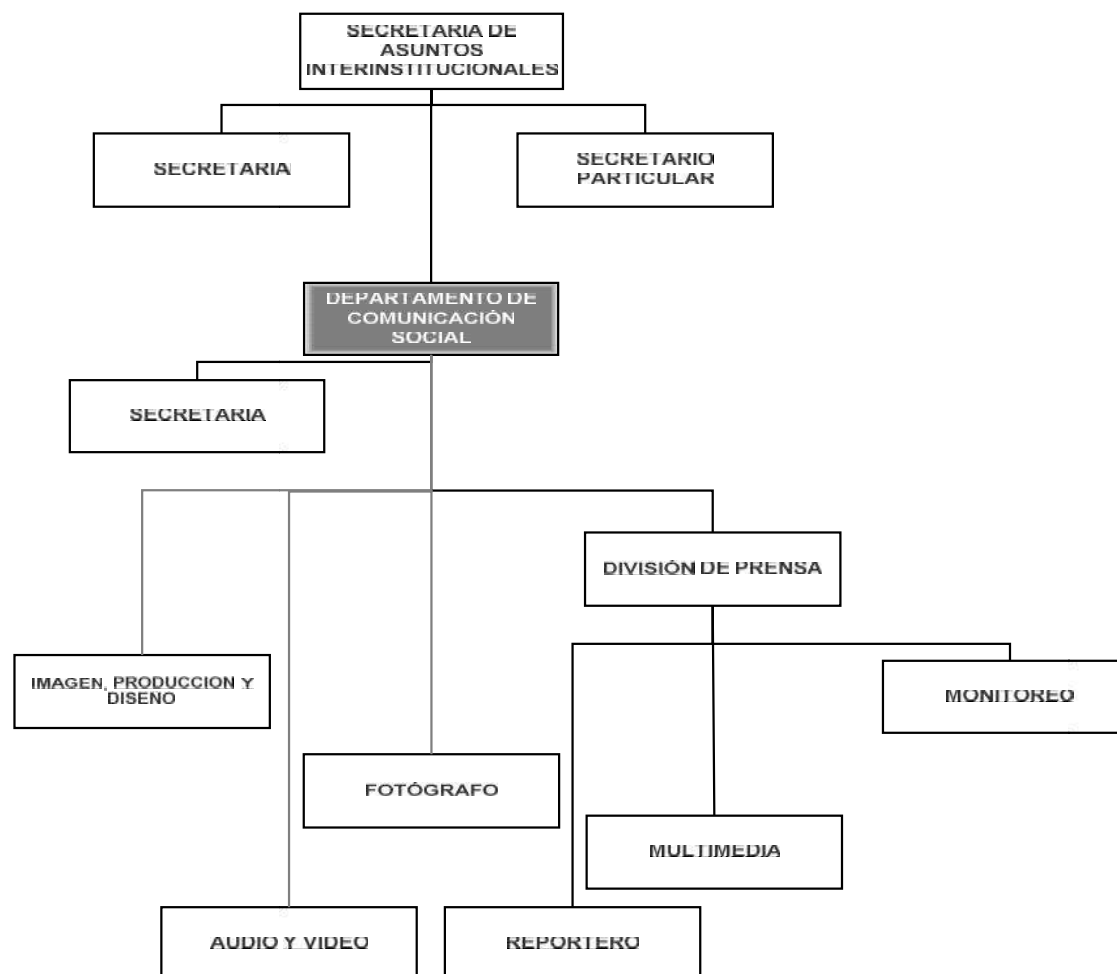 SECRETARIA DE
ASUNTOS
INTERINSTITUCIONALES
SECRETARIA
SECRETARIO
PARTICULAR
DEPARTAMENTO DE
COMUNICACIÓN
SOCIAL
SECRETARIA
DIVISIÓN DE PRENSA
IMAGEN, PRODUCCION Y
DISENO
MONITOREO
FOTÓGRAFO
MULTIMEDIA
AUDIO Y VIDEO
REPORTERO